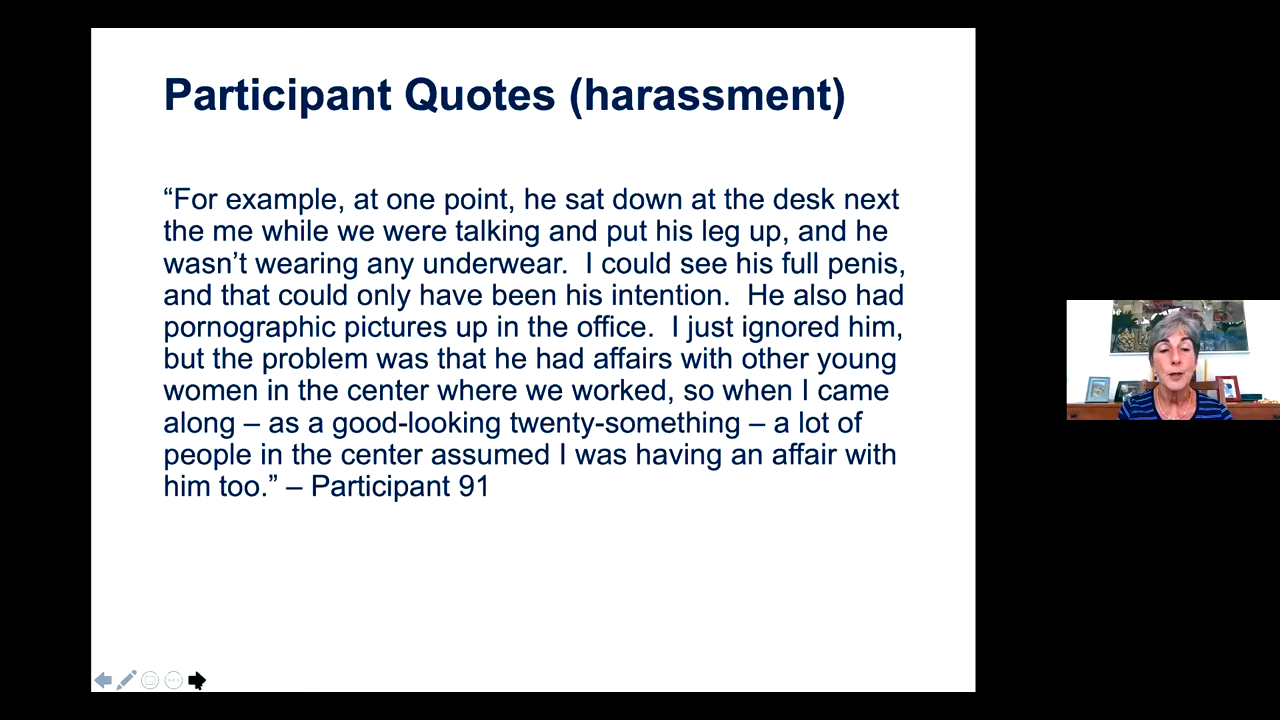 Participant Quotes (harassment)
“For example, at one point, he sat down at the desk next
the me while we were talking and put his leg up, and he
wasn’t wearing any underwear.  I could see his full penis,
and that could only have been his intention.  He also had
pornographic pictures up in the office.  I just ignored him,
but the problem was that he had affairs with other young
women in the center where we worked, so when I came
along – as a good-looking twenty-something – a lot of
people in the center assumed I was having an affair with
him too.” – Participant 91